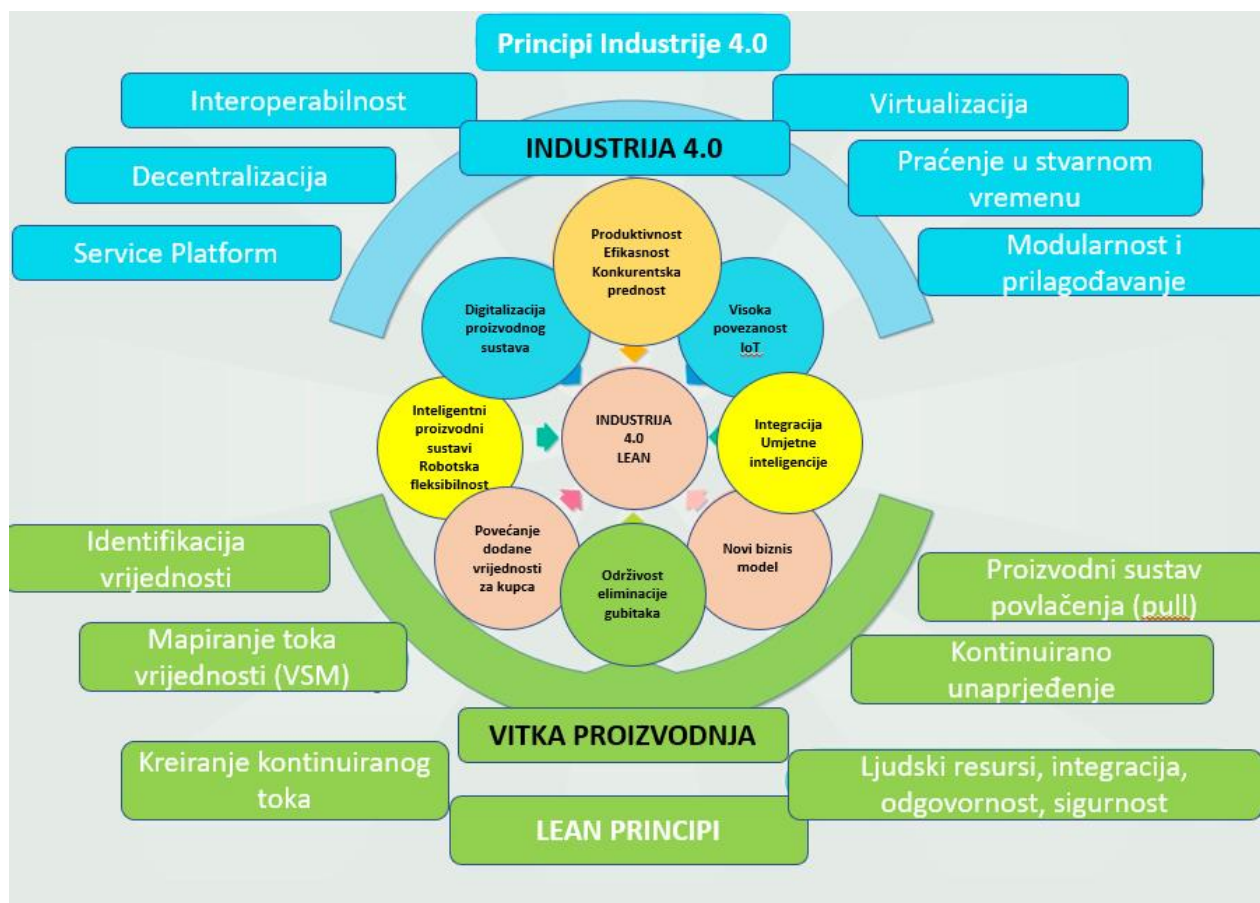 Principi Industrije 4.0
Interoperabilnost
Virtualizacija
INDUSTRIJA 4.0
Decentralizacija
Praćenje u stvarnom
vremenu
Service Platform
Modularnost i
prilagođavanje
Produktivnost
Efikasnost
Konkurentska
prednost
Digitalizacija
proizvodnog
sustava
Visoka
povezanost
IoT
Inteligentni
proizvodni
sustavi
Robotska
fleksibilnost
INDUSTRIJA
4.0
LEAN
Integracija
Umjetne
inteligencije
Povećanje
dodane
vrijednosti
za kupca
Održivost
eliminacije
gubitaka
Novi biznis
model
Identifikacija
vrijednosti
Proizvodni sustav
povlačenja (pull)
Mapiranje toka
vrijednosti (VSM)
Kontinuirano
unaprjeđenje
VITKA PROIZVODNJA
Kreiranje kontinuiranog
toka
Ljudski resursi, integracija,
odgovornost, sigurnost
LEAN PRINCIPI